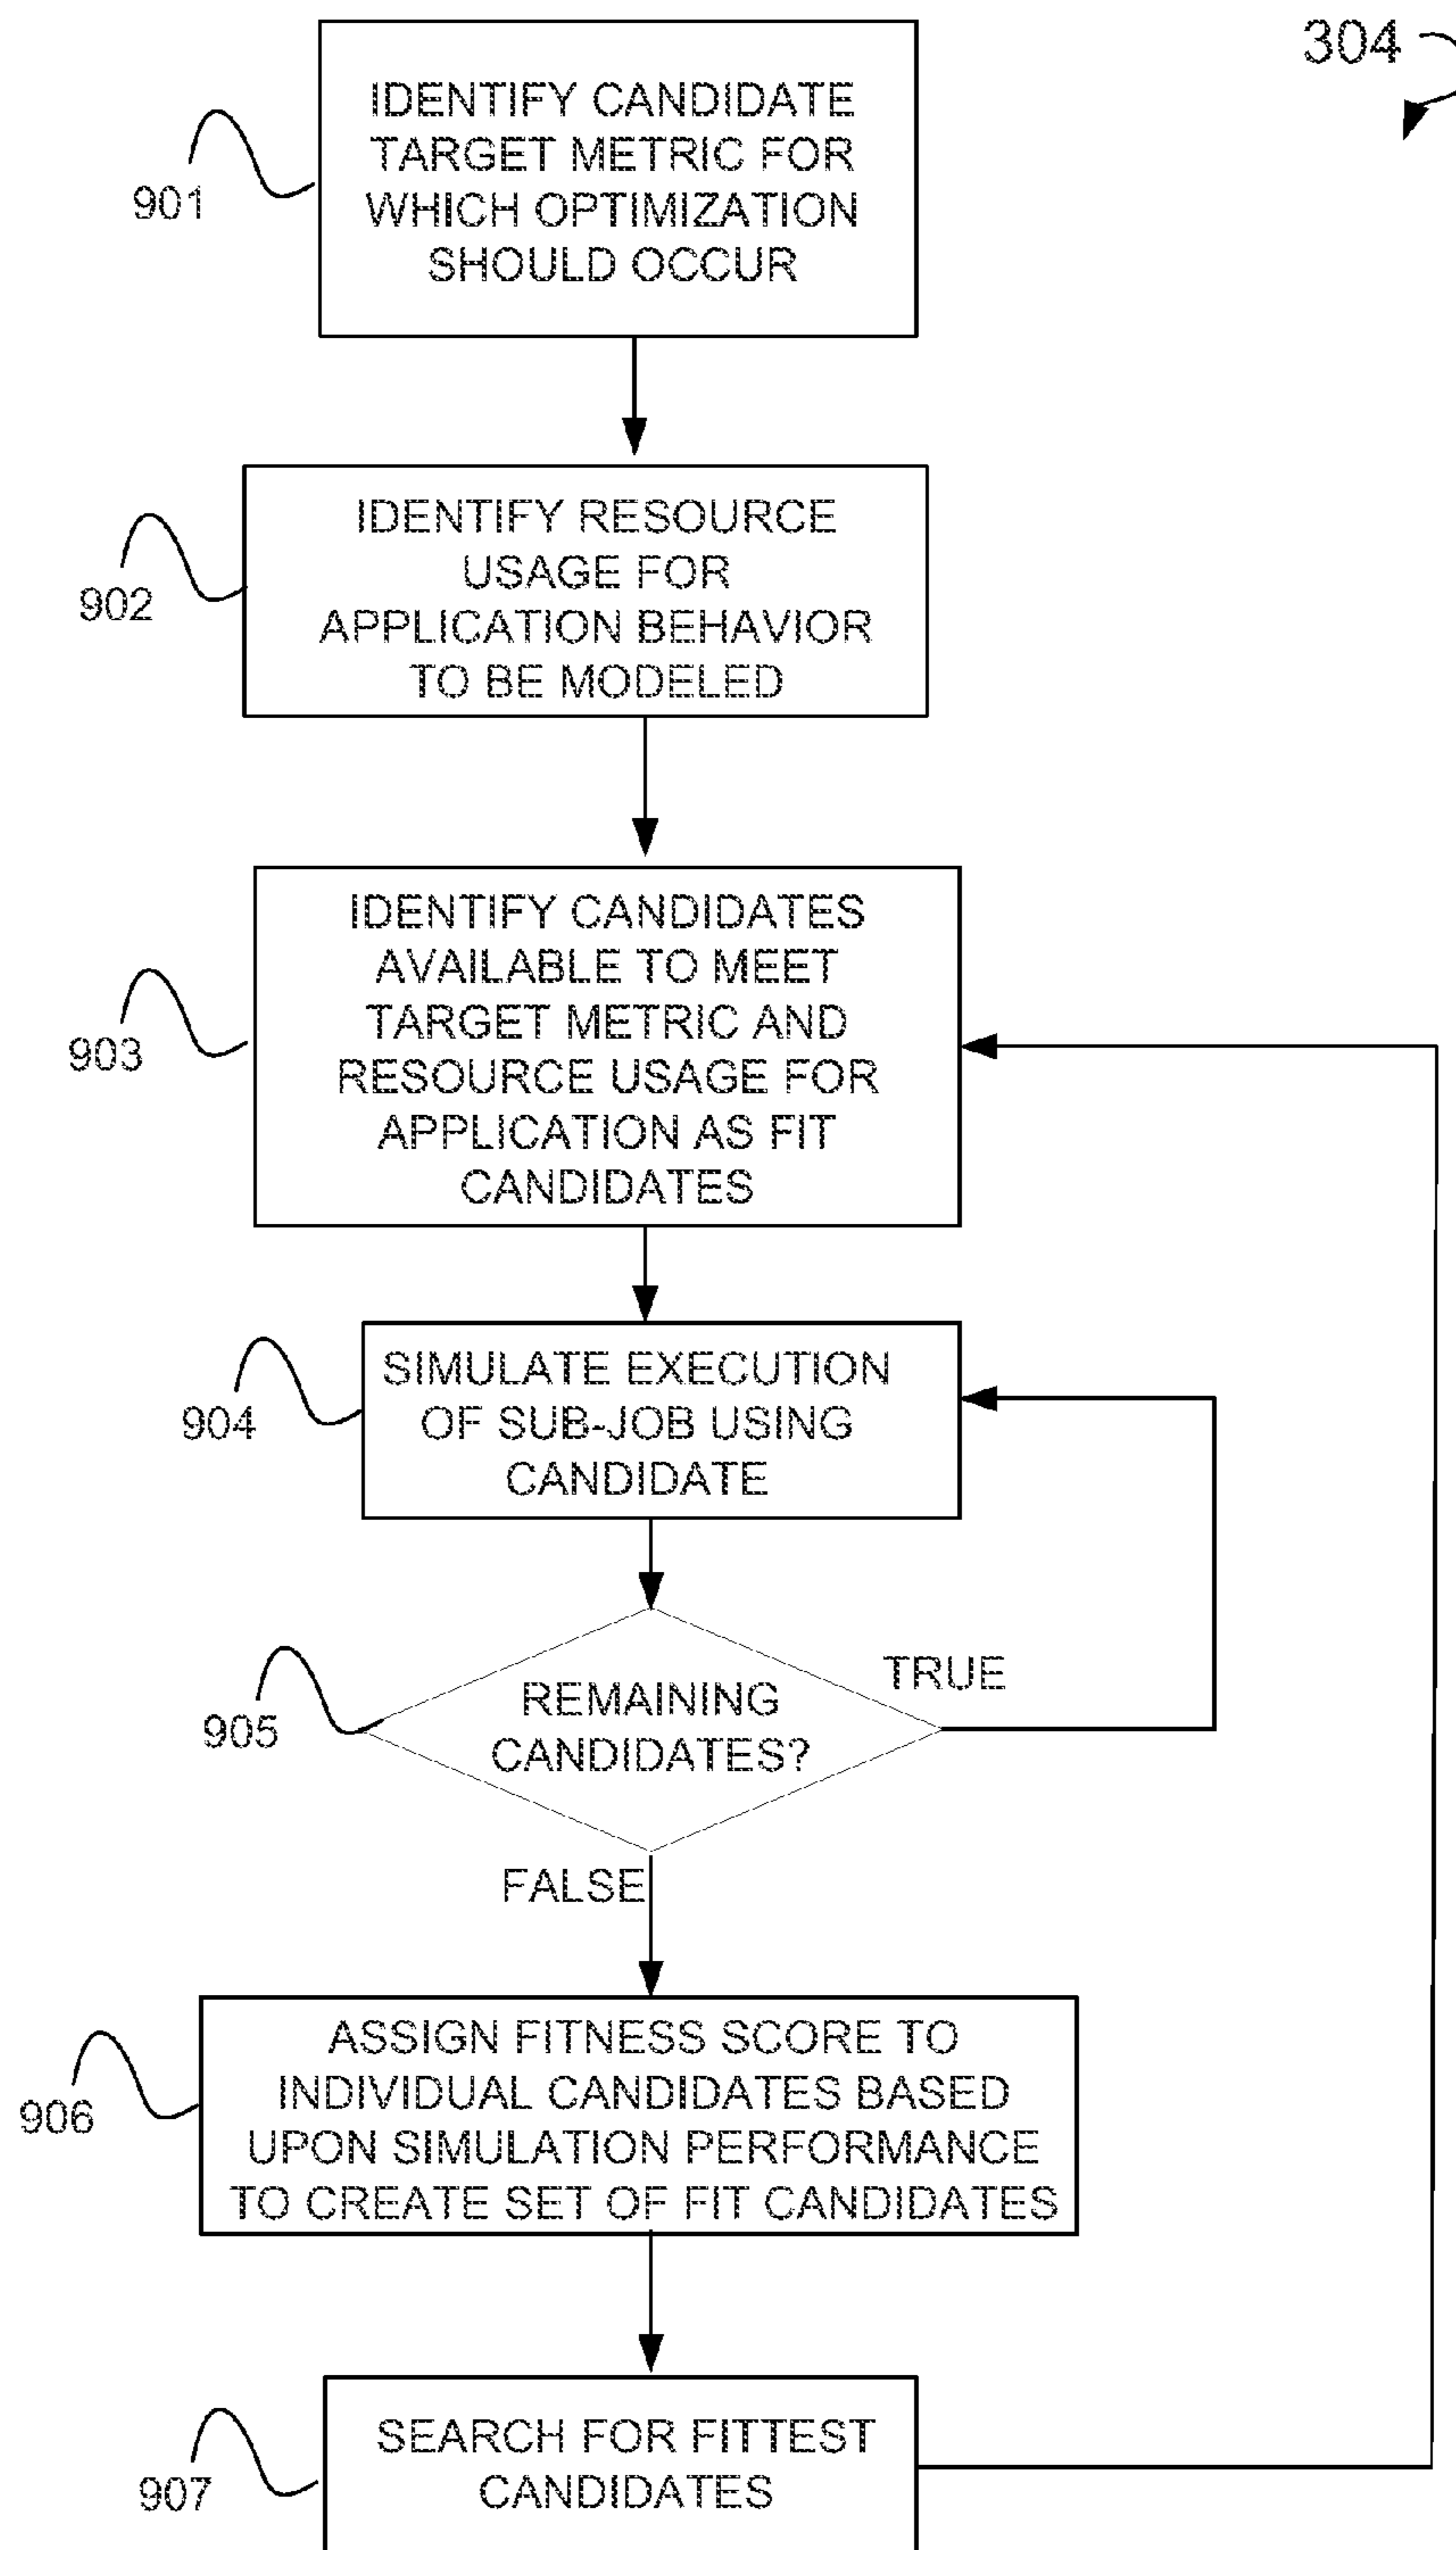 304
IDENTIFY CANDIDATE
TARGET METRIC FOR
WHICH OPTIMIZATION
SHOULD OCCUR
901
IDENTIFY RESOURCE
USAGE FOR
APPLICATION BEHAVIOR
TO BE MODELED
902
IDENTIFY CANDIDATES
AVAILABLE TO MEET
TARGET METRIC AND
RESOURCE USAGE FOR
APPLICATION AS FIT
CANDIDATES
903
SIMULATE EXECUTION
OF SUB-JOB USING
CANDIDATE
904
TRUE
REMAINING
CANDIDATES?
905
FALSE
ASSIGN FITNESS SCORE TO
INDIVIDUAL CANDIDATES BASED
UPON SIMULATION PERFORMANCE
TO CREATE SET OF FIT CANDIDATES
906
SEARCH FOR FITTEST
CANDIDATES
907